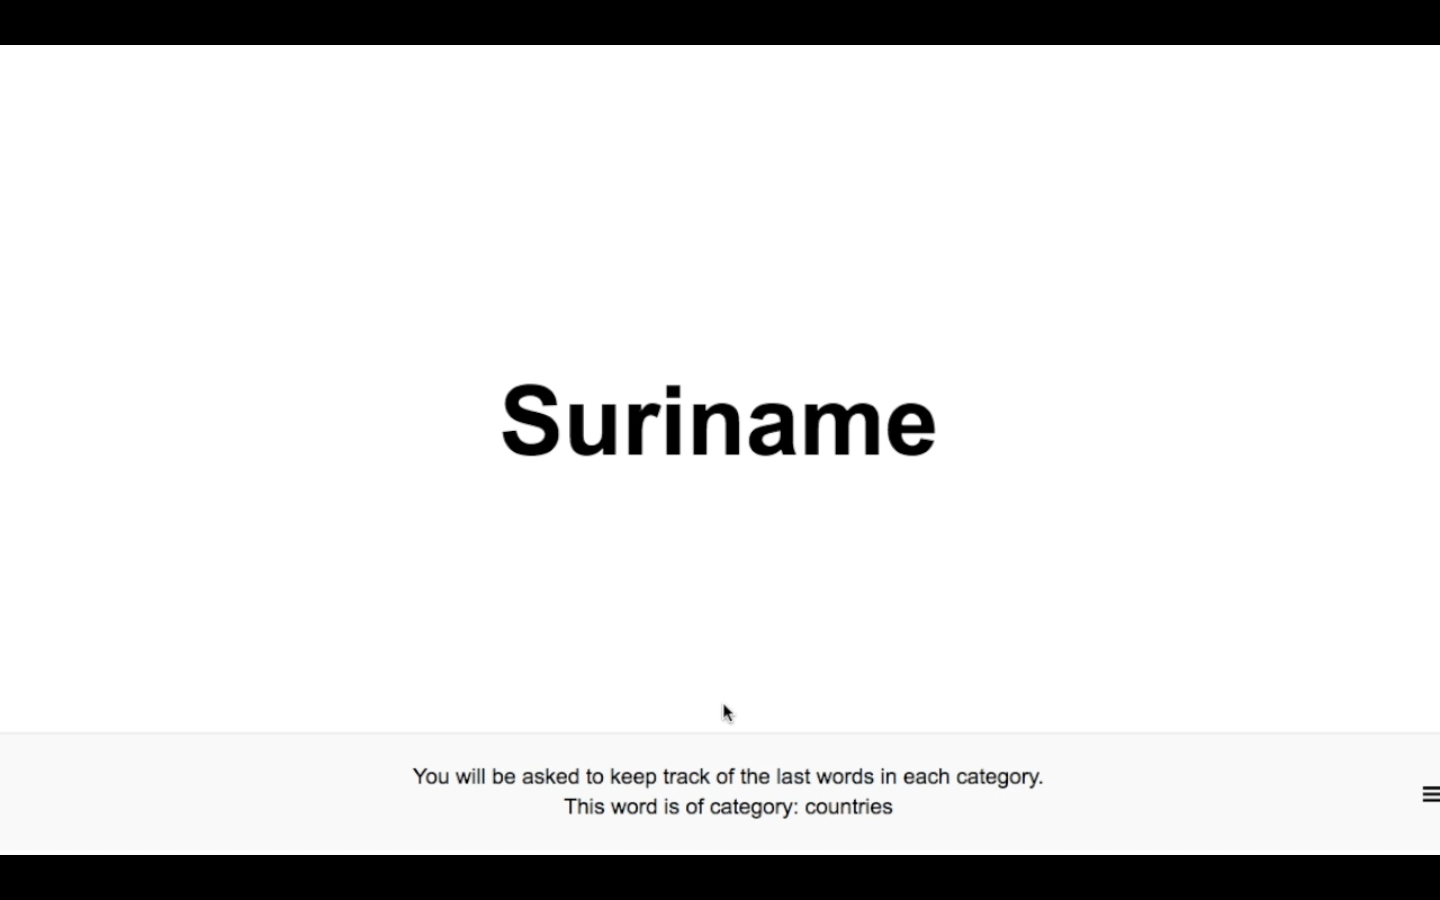 Suriname
You will be asked to keep track of the last words in each category.
This word is of category: countries